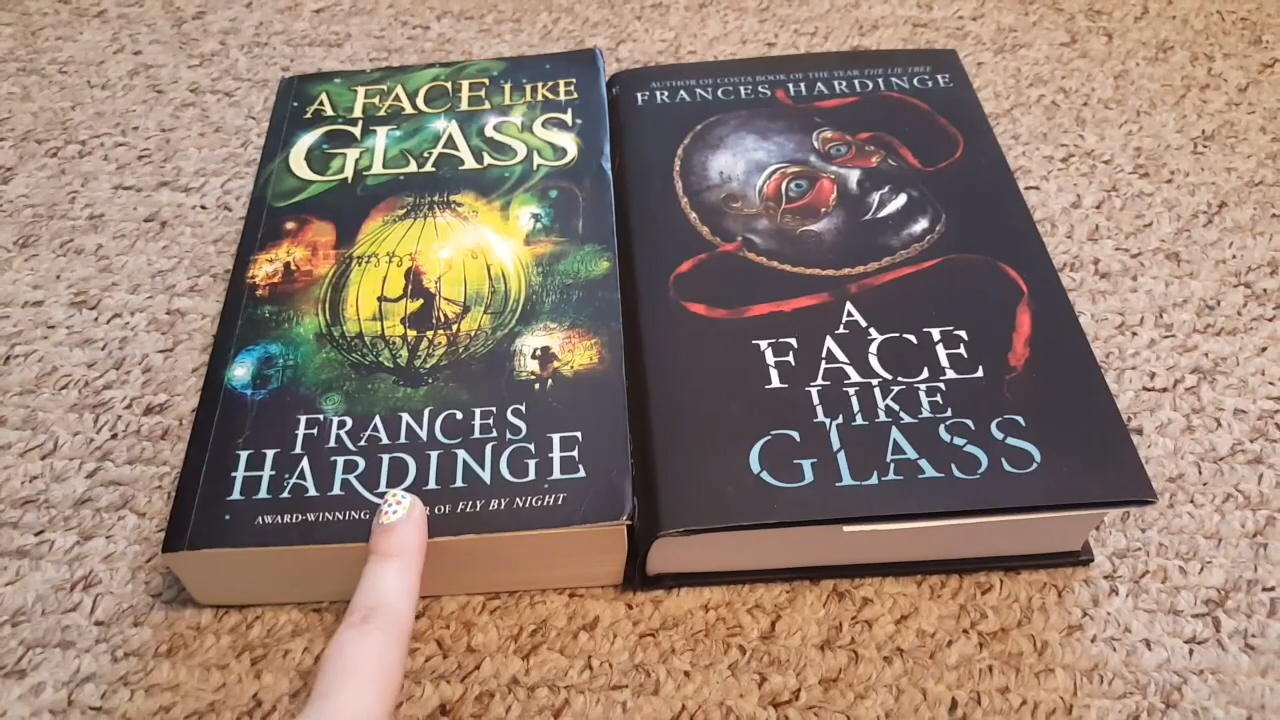 A FACE LIKE
GLASS
FRANCES
HARDINGE
AWARD-WINNING R OF FLY BY NIGHT
AUTHOR OF COSTA BOOK OF THE YEAR THE LIE TREE
FRANCES HARDINGE
A
FACE
LIKE
GLASS